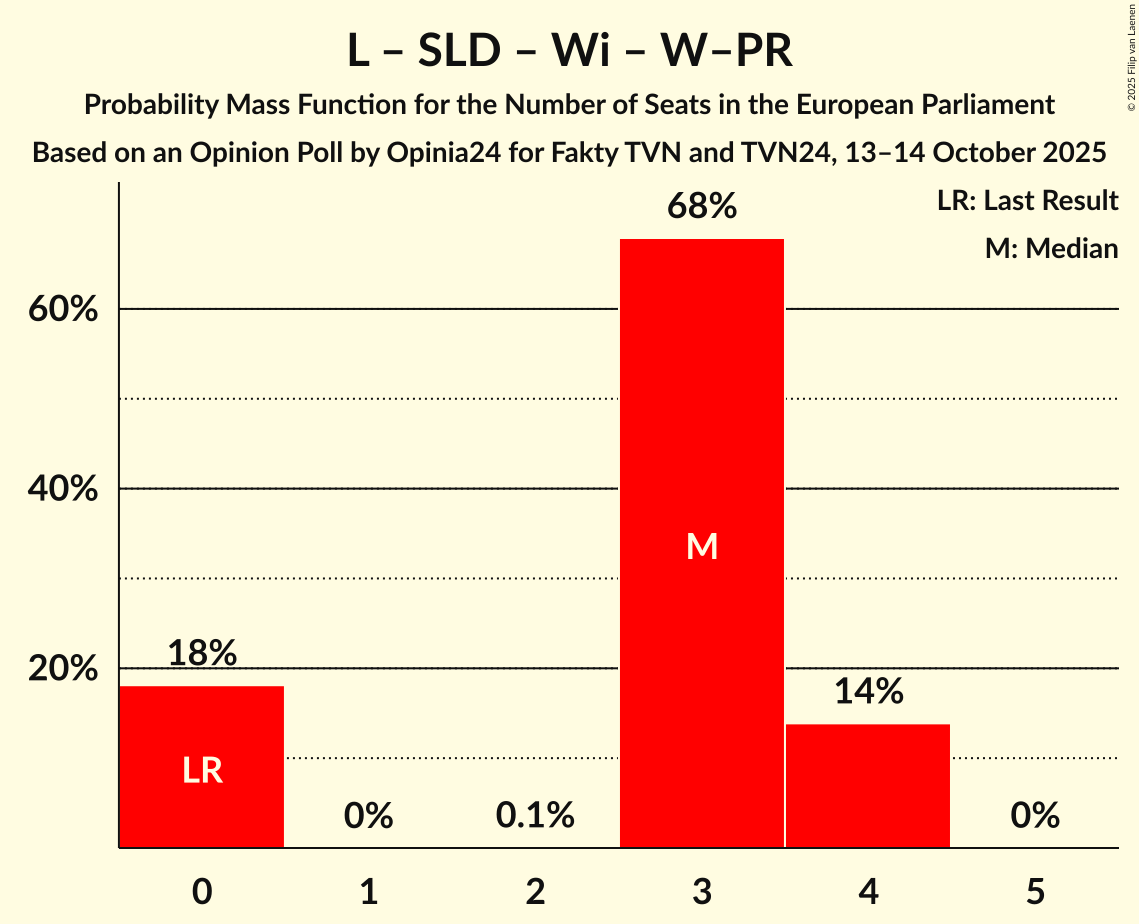 L – SLD – Wi – W–PR
Probability Mass Function for the Number of Seats in the European Parliament
Based on an Opinion Poll by Opinia24 for Fakty TVN and TVN24, 13–14 October 2025
© 2025 Filip van Laenen
LR: Last Result
M: Median
68%
60%
40%
M
18%
20%
14%
LR
0%
0.1%
0%
0 1 2 3 4 5